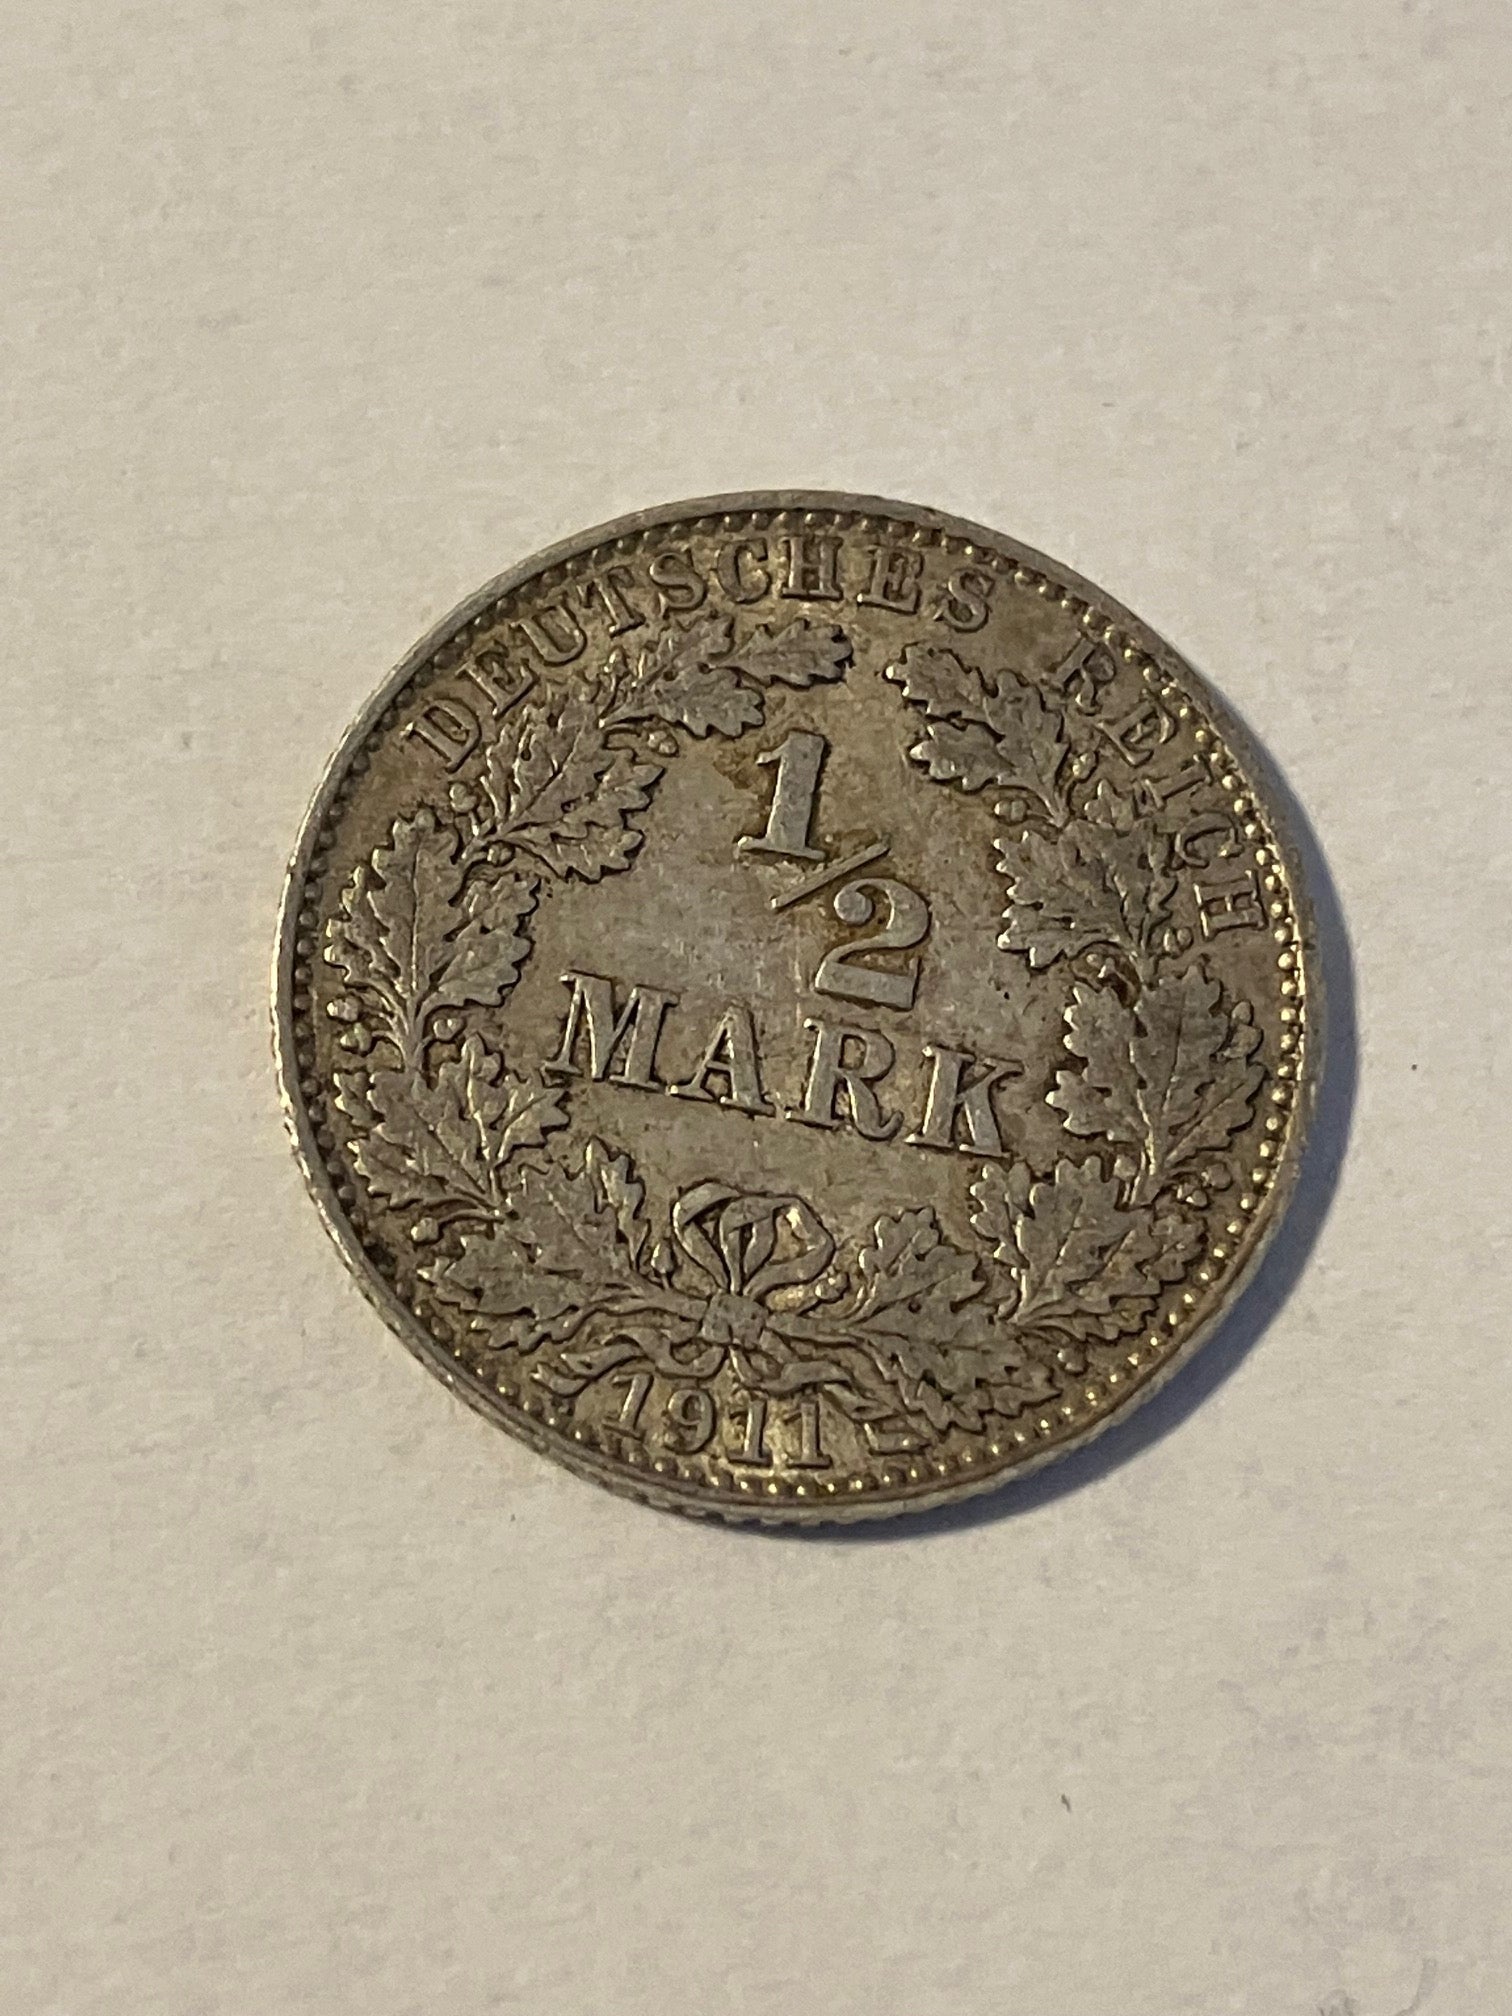 DEUTSCHES REICH
1/2
MARK
1911